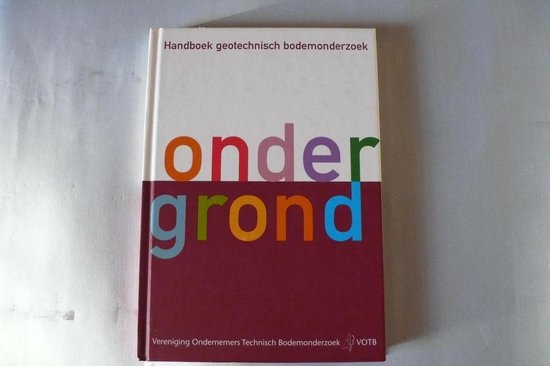 Handboek geotechnisch bodemonderzoek
onder
grond
Vereniging Ondernemers Technisch Bodemonderzoek VOTB